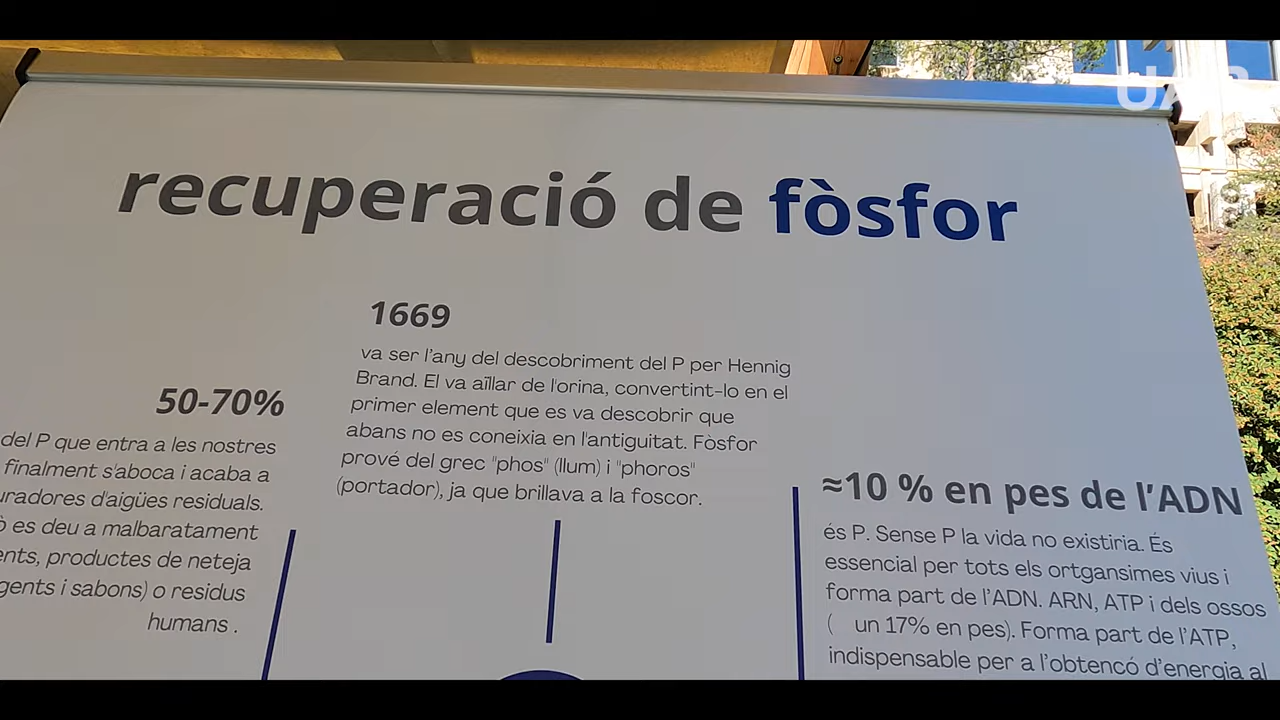 recuperació de fòsfor
1669
va ser l'any del descobriment del P per Hennig
Brand. El va aïllar de l'orina, convertint-lo en el
primer element que es va descobrir que
abans no es coneixia en l'antiguitat. Fòsfor
prové del grec "phos" (llum) i "phoros"
(portador), ja que brillava a la foscor.
50-70%
del P que entra a les nostres
finalment s'aboca i acaba a
d'aigües residuals.
es deu a malbaratament
productes de neteja
i sabons) o residus
humans .
≈10 % en pes de l'ADN
és P. Sense P la vida no existiria. És
essencial per tots els ortgansimes vius i
forma part de l'ADN. ARN, ATP i dels ossos
( un 17% en pes). Forma part de l'ATP,
indispensable per a l'obtencó d'energia al